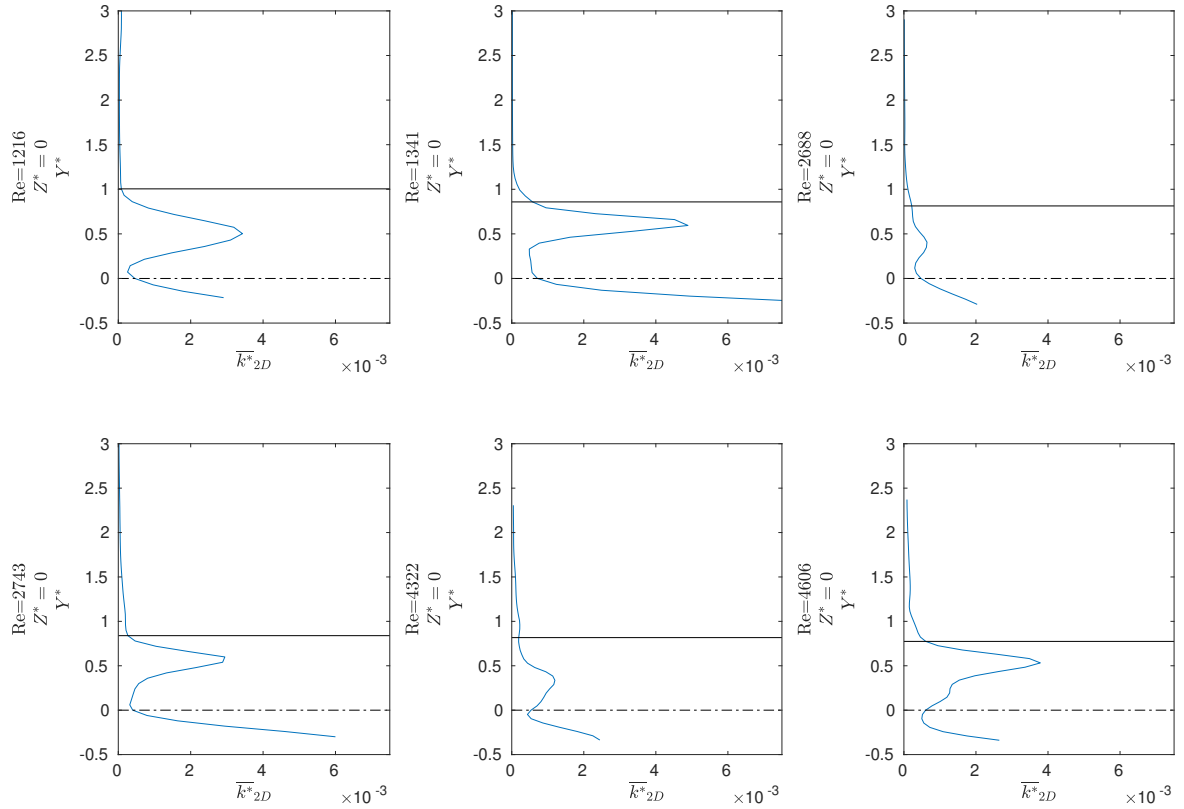 Re=1216
Z* = 0
Y*
3
2.5
2
1.5
1
0.5
0
-0.5
0 2 4 6
k*2D
×10 -3
Re=1341
Z* = 0
Y*
3
2.5
2
1.5
1
0.5
0
-0.5
0 2 4 6
k*2D
×10 -3
Re=2688
Z* = 0
Y*
3
2.5
2
1.5
1
0.5
0
-0.5
0 2 4 6
k*2D
×10 -3
Re=2743
Z* = 0
Y*
3
2.5
2
1.5
1
0.5
0
-0.5
0 2 4 6
k*2D
×10 -3
Re=4322
Z* = 0
Y*
3
2.5
2
1.5
1
0.5
0
-0.5
0 2 4 6
k*2D
×10 -3
Re=4606
Z* = 0
Y*
3
2.5
2
1.5
1
0.5
0
-0.5
0 2 4 6
k*2D
×10 -3